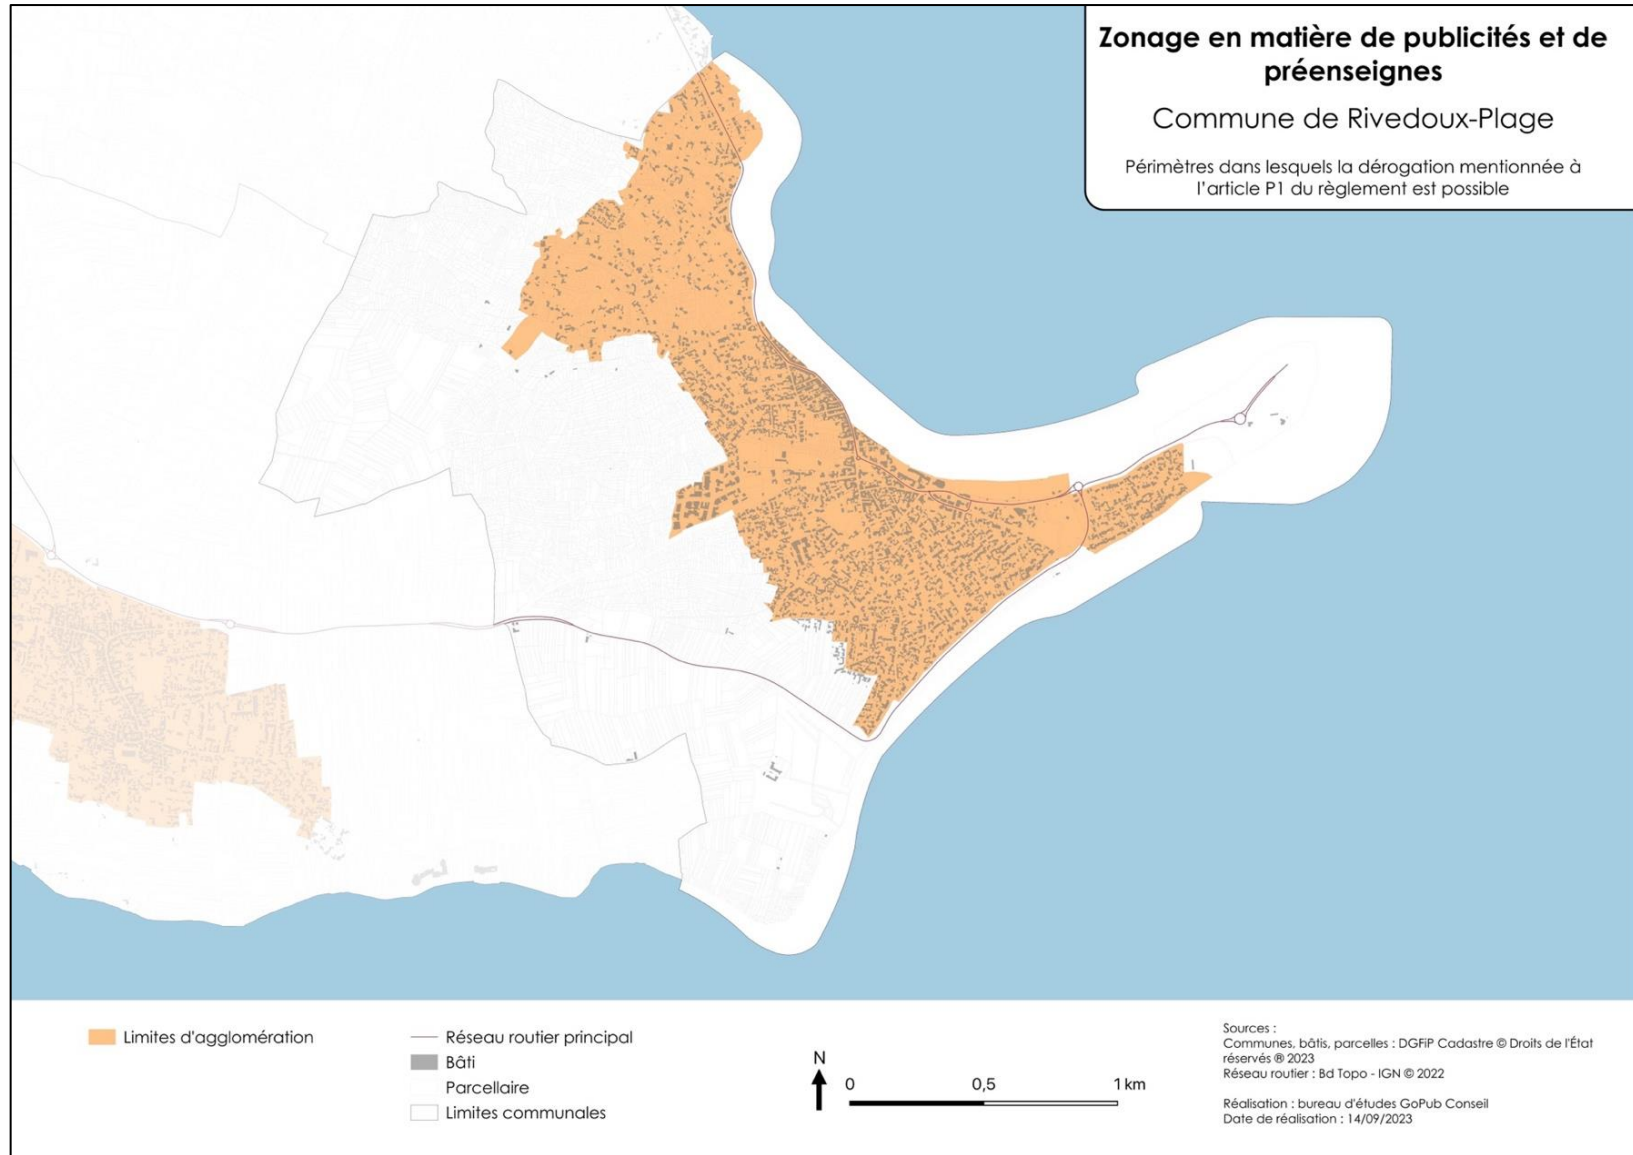 Zonage en matière de publicités et de
préenseignes
Commune de Rivedoux-Plage
Périmètres dans lesquels la dérogation mentionnée à
l'article P1 du règlement est possible
Limites d'agglomération
Réseau routier principal
Bâti
Parcellaire
Limites communales
N
0 0,5 1 km
Sources :
Communes, bâtis, parcelles : DGFiP Cadastre © Droits de l'État
réservés ® 2023
Réseau routier : Bd Topo - IGN © 2022
Réalisation : bureau d'études GoPub Conseil
Date de réalisation : 14/09/2023